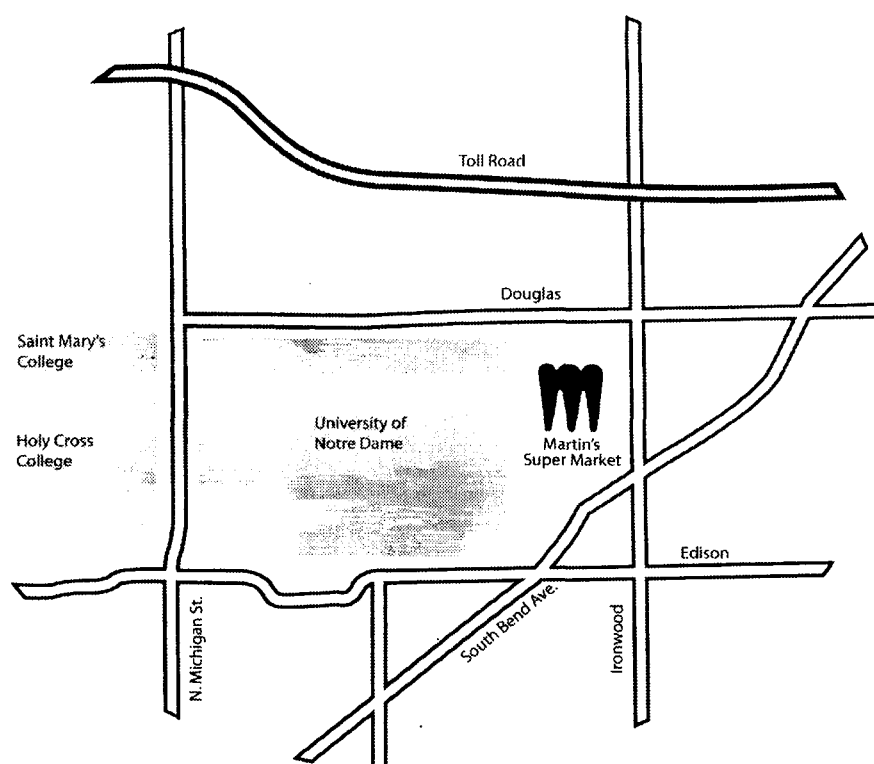 Toll Road
Douglas
Saint Mary's
College
University of
Notre Dame
Holy Cross
College
Martin's
Super Market
Edison
N. Michigan St.
South Bend Ave.
Ironwood